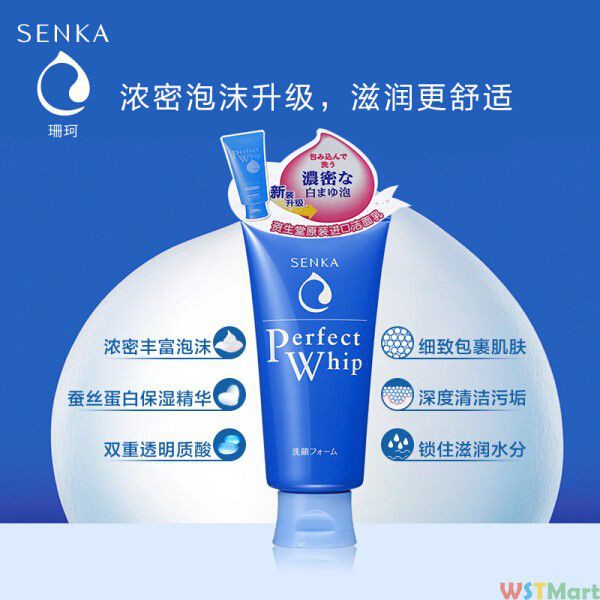 SENKA
珊珂
浓密泡沫升级，滋润更舒适
Perfect
Whip
包み込んで
洗う
濃密な
白まゆ泡
新装
升级
资生堂原装进口洁面乳
SENKA
Perfect
Whip
洗顔フォーム
浓密丰富泡沫
蚕丝蛋白保湿精华
双重透明质酸
细致包裹肌肤
深度清洁污垢
锁住滋润水分
WSTMart